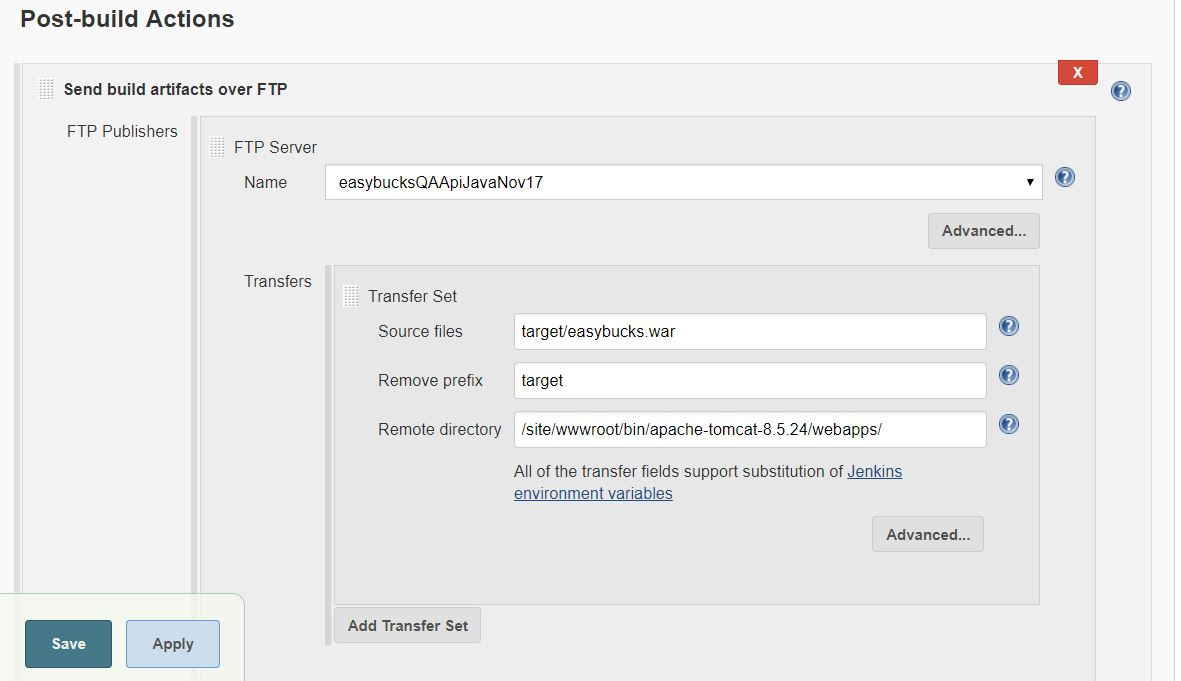 Post-build Actions
X
Send build artifacts over FTP
?
FTP Publishers
FTP Server
Name
easybucksQAApiJavaNov17
?
Advanced...
Transfers
Transfer Set
Source files
target/easybucks.war
?
Remove prefix
target
?
Remote directory
/site/wwwroot/bin/apache-tomcat-8.5.24/webapps/
?
All of the transfer fields support substitution of Jenkins
environment variables
Advanced...
Add Transfer Set
Save
Apply